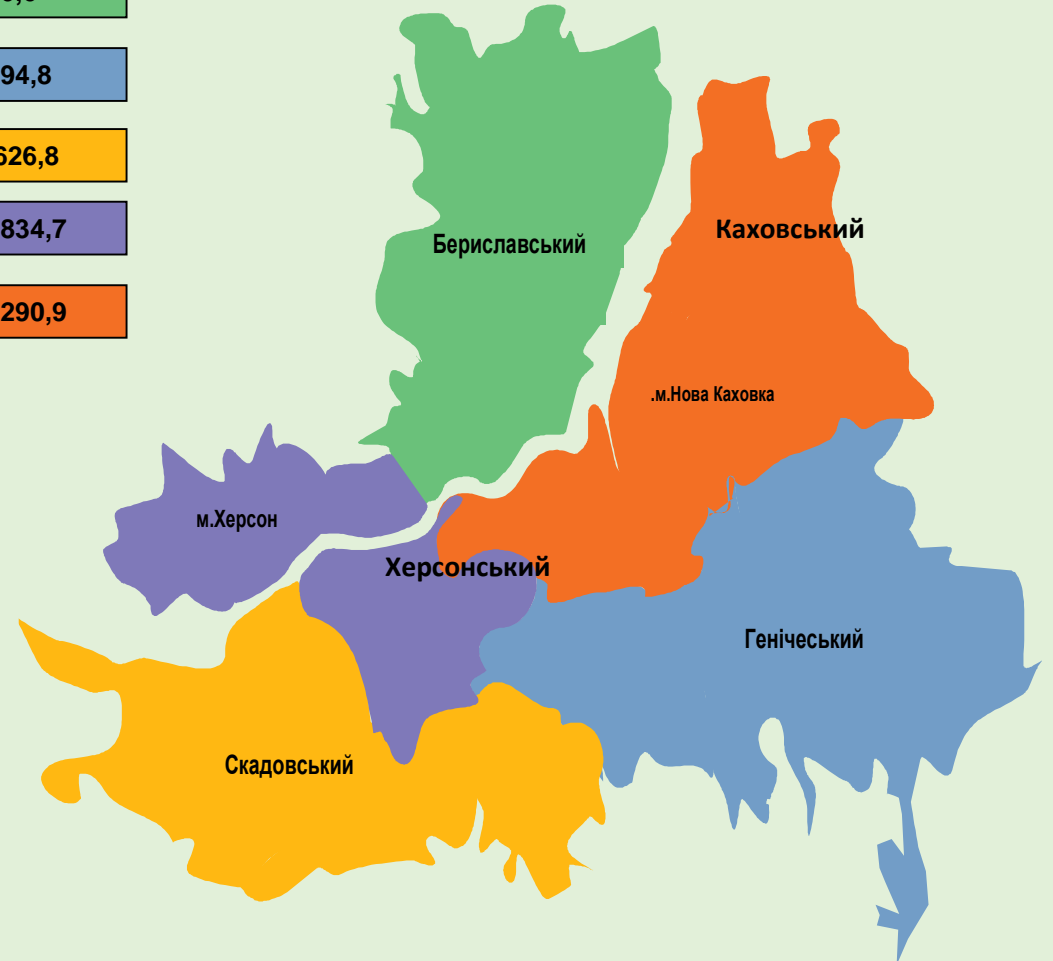 94,8
626,8
834,7
290,9
Бериславський
Каховський
.м.Нова Каховка
м.Херсон
Херсонський
Генічеський
Скадовський